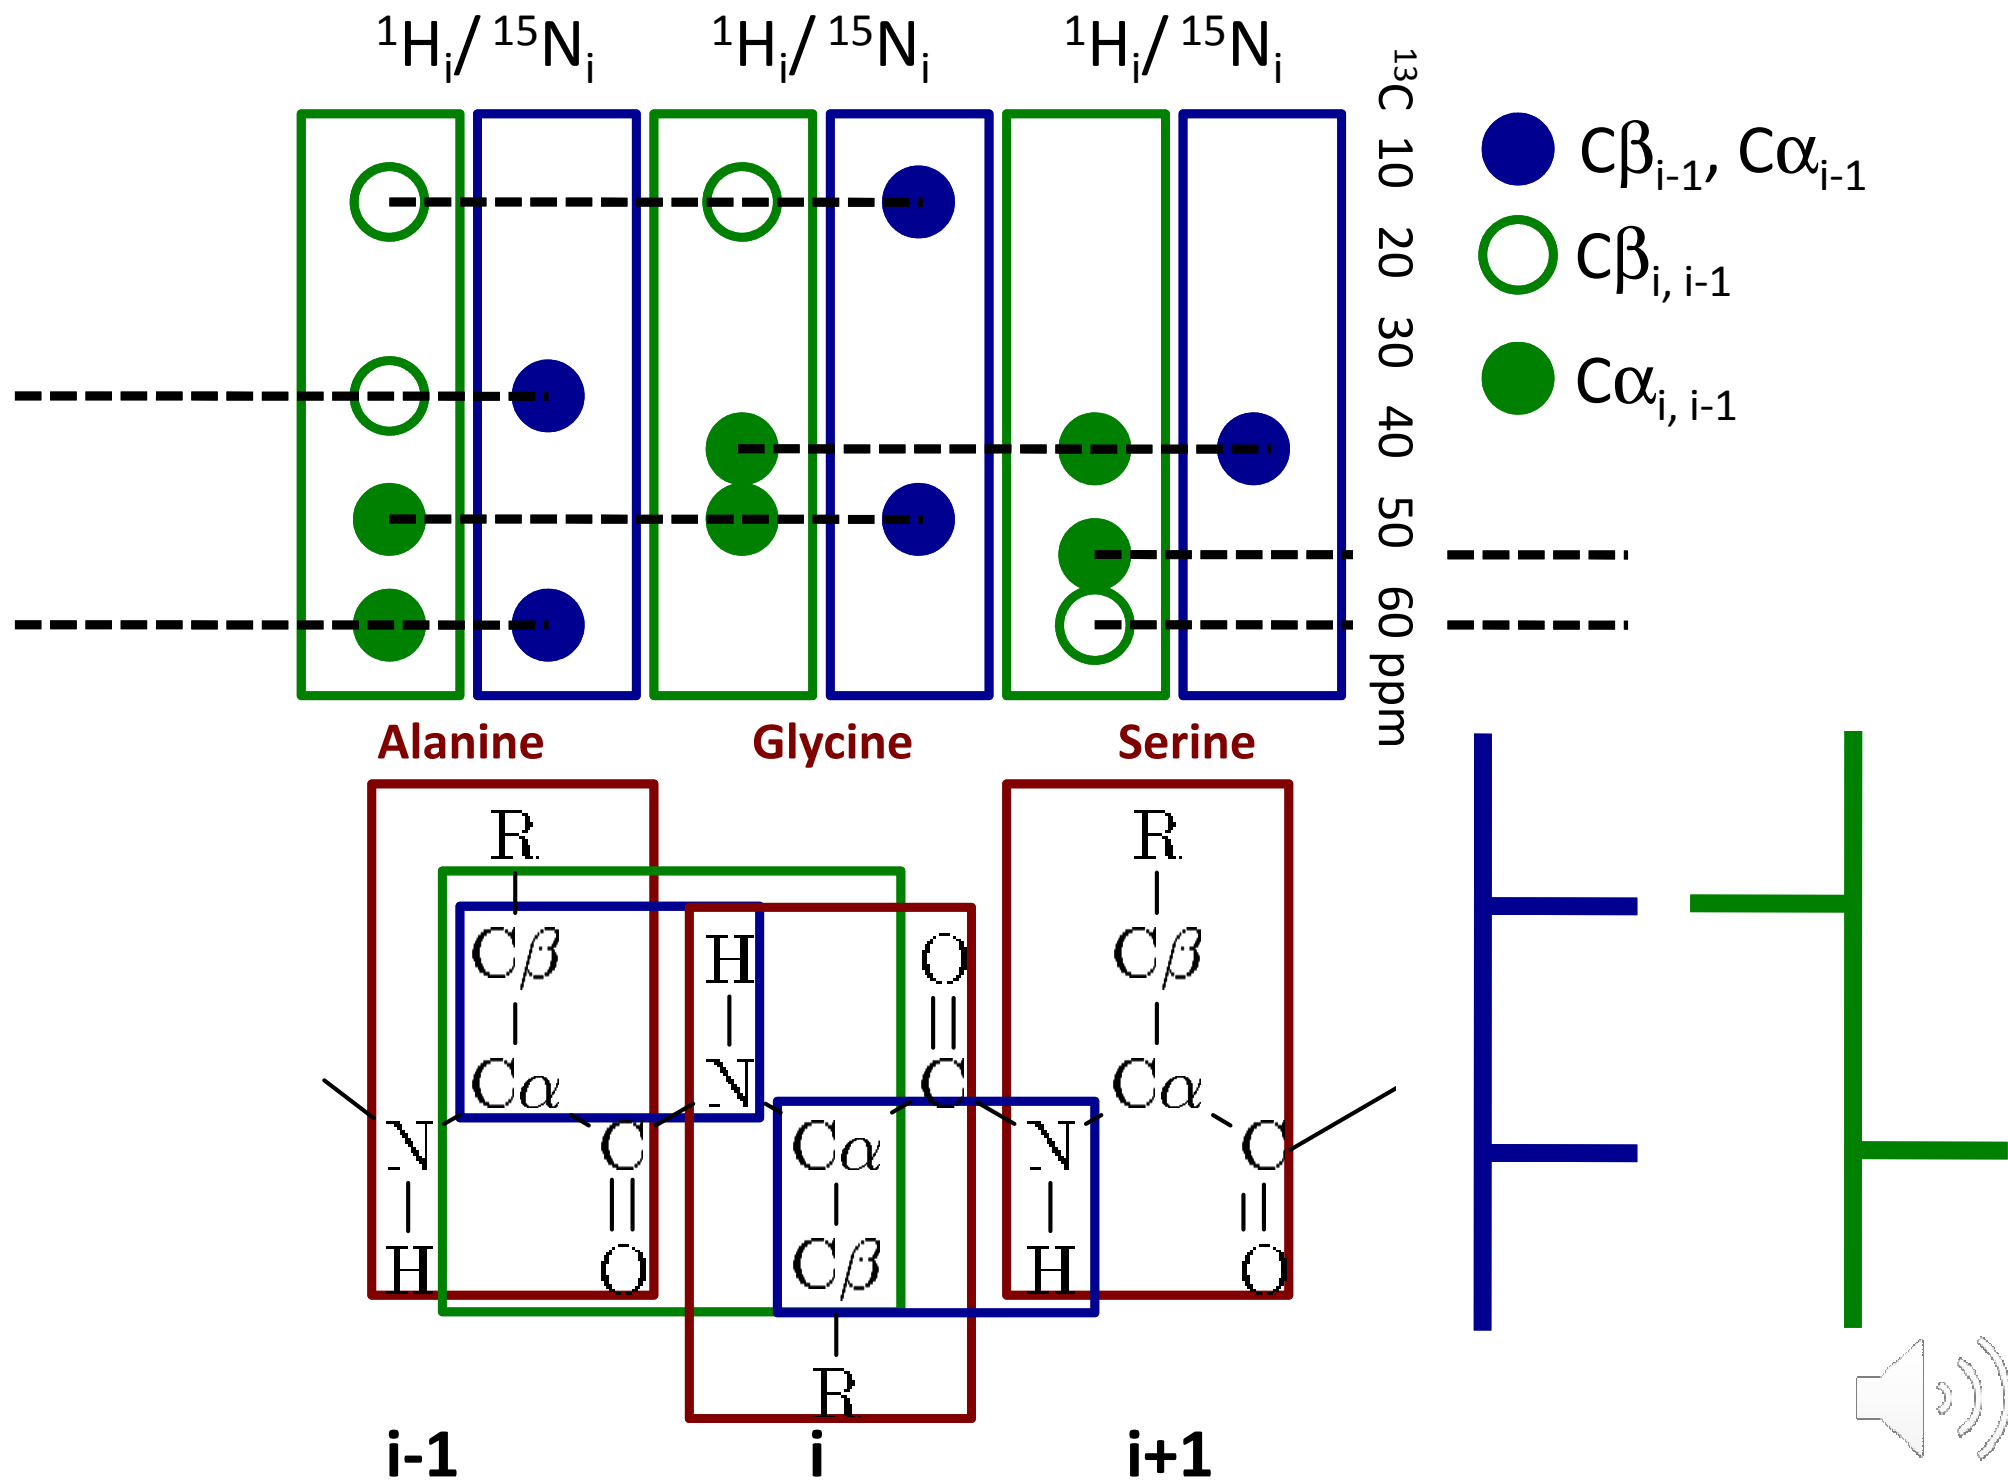 ¹Hᵢ/ ¹⁵Nᵢ
¹Hᵢ/ ¹⁵Nᵢ
¹Hᵢ/ ¹⁵Nᵢ
¹³C 10 20 30 40 50 60 ppm
Cβᵢ₋₁, Cαᵢ₋₁
Cβᵢ, ᵢ₋₁
Cαᵢ, ᵢ₋₁
Alanine
Glycine
Serine
R
R
Cβ
H
O
Cβ
Cα
N
C
Cα
N
C
Cα
N
C
H
O
Cβ
H
O
R
i-1
i
i+1